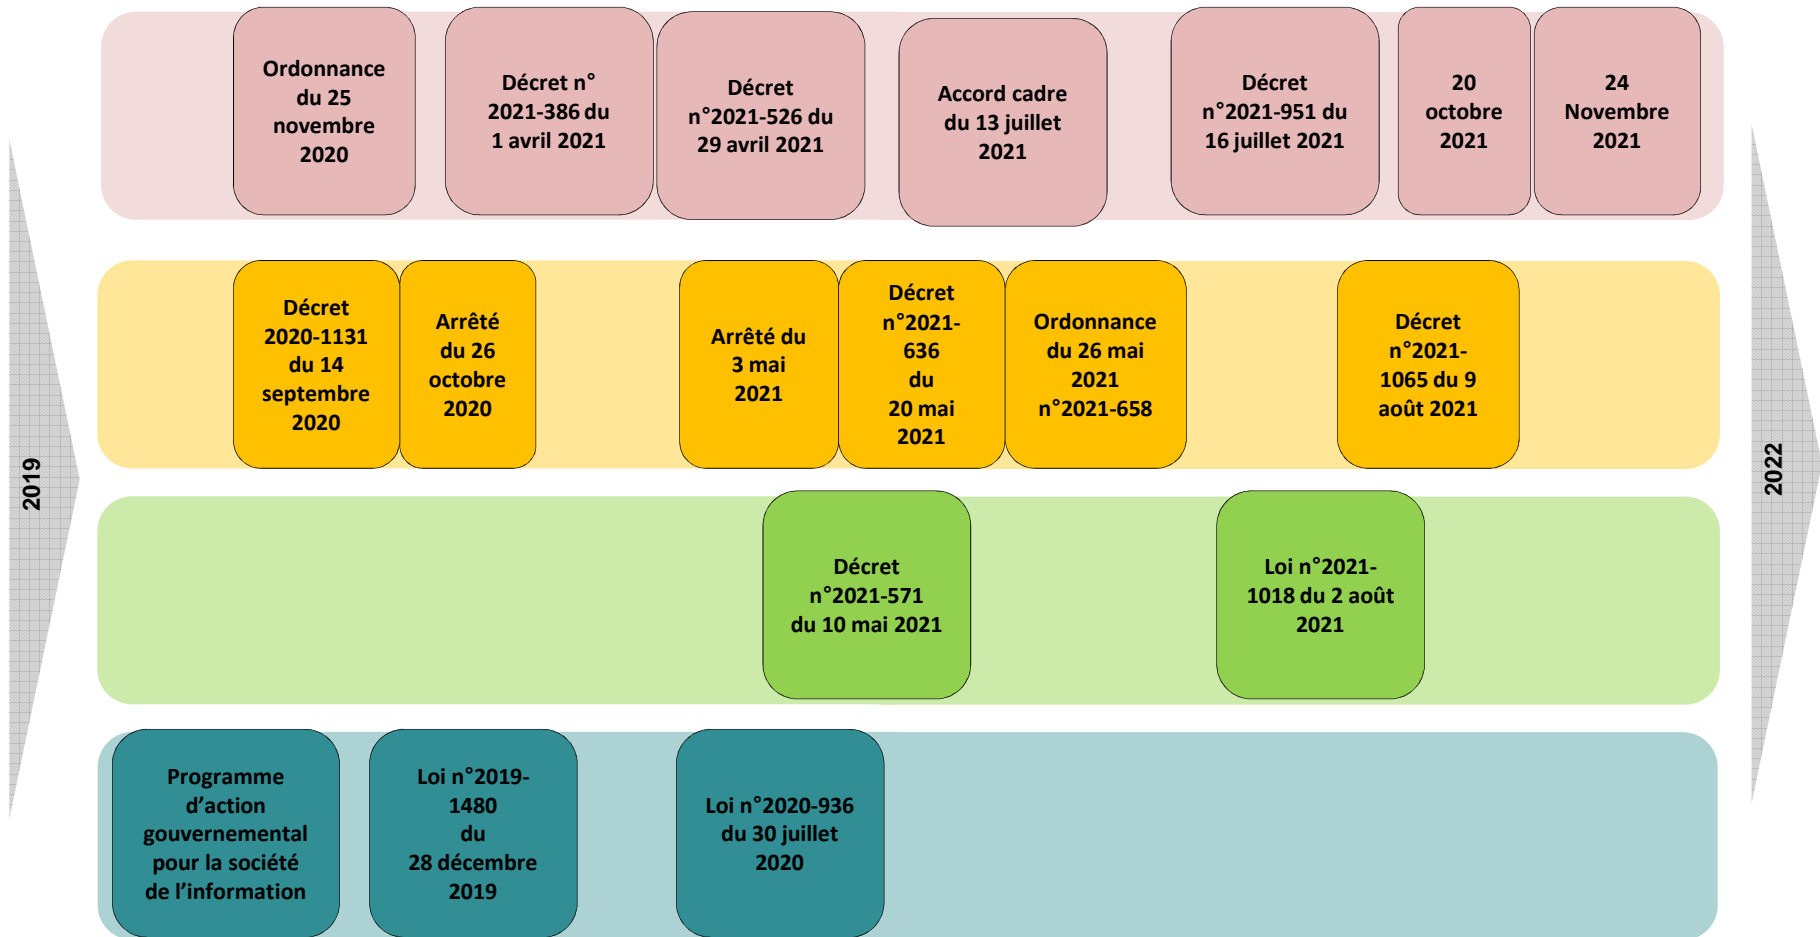 2019
Ordonnance
du 25
novembre
2020
Décret n°
2021-386 du
1 avril 2021
Décret
n°2021-526 du
29 avril 2021
Accord cadre
du 13 juillet
2021
Décret
n°2021-951 du
16 juillet 2021
20
octobre
2021
24
Novembre
2021
Décret
2020-1131
du 14
septembre
2020
Arrêté
du 26
octobre
2020
Arrêté du
3 mai
2021
Décret
n°2021-
636
du
20 mai
2021
Ordonnance
du 26 mai
2021
n°2021-658
Décret
n°2021-
1065 du 9
août 2021
Décret
n°2021-571
du 10 mai 2021
Loi n°2021-
1018 du 2 août
2021
Programme
d’action
gouvernemental
pour la société
de l’information
Loi n°2019-
1480
du
28 décembre
2019
Loi n°2020-936
du 30 juillet
2020
2022